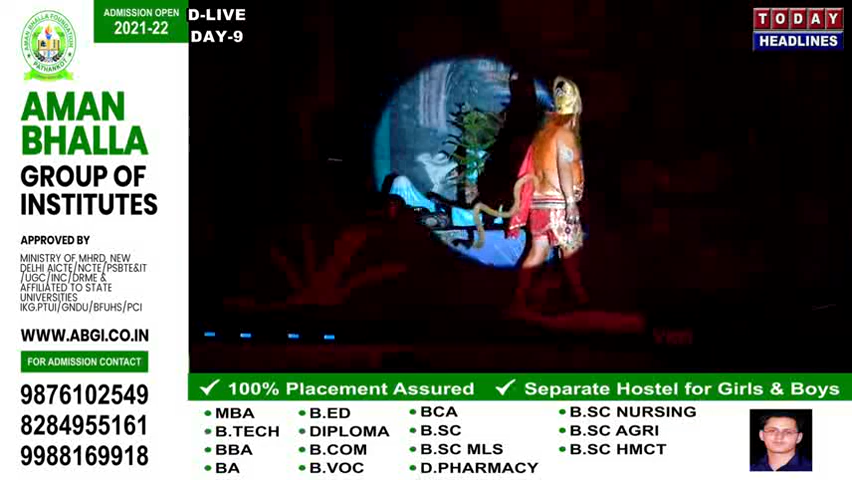 ADMISSION OPEN
2021-22
D-LIVE
DAY-9
TODAY
HEADLINES
AMAN BHALLA FOUNDATION
PATHANKOT
AMAN
BHALLA
GROUP OF
INSTITUTES
APPROVED BY
MINISTRY OF MHRD, NEW
DELHI AICTE/NCTE/PSBTE&IT
/UGC/INC/DRME &
AFFILIATED TO STATE
UNIVERSITIES
IKG.PTUI/GNDU/BFUHS/PCI
WWW.ABGI.CO.IN
FOR ADMISSION CONTACT
9876102549
8284955161
9988169918
100% Placement Assured Separate Hostel for Girls & Boys
MBA B.ED BCA B.SC NURSING
B.TECH DIPLOMA B.SC B.SC AGRI
BBA B.COM B.SC MLS B.SC HMCT
BA B.VOC D.PHARMACY